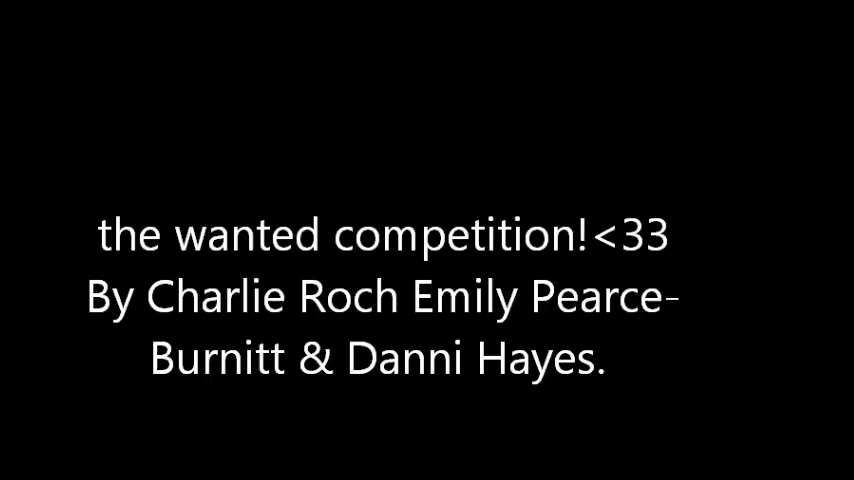 the wanted competition!<33
By Charlie Roch Emily Pearce-
Burnitt & Danni Hayes.